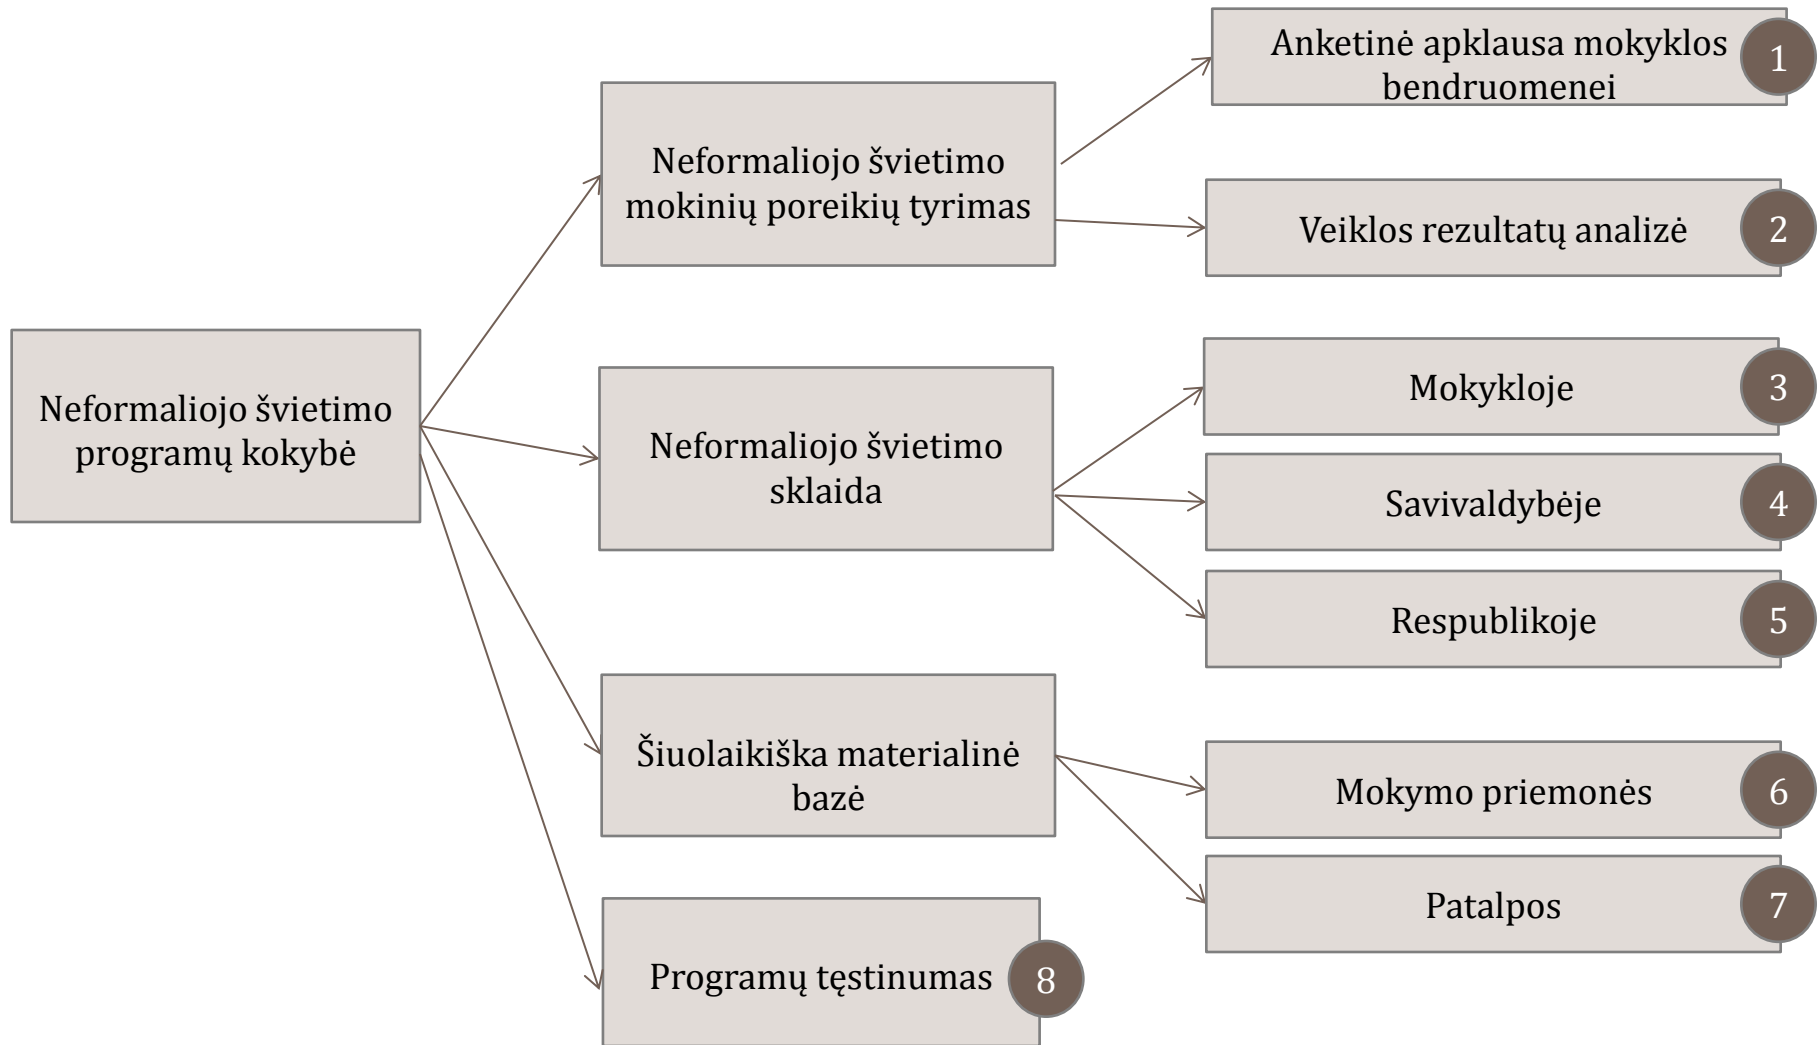 Neformaliojo švietimo
programų kokybė
Neformaliojo švietimo
mokinių poreikių tyrimas
Anketinė apklausa mokyklos
bendruomenei
1
Veiklos rezultatų analizė
2
Neformaliojo švietimo
sklaida
Mokykloje
3
Savivaldybėje
4
Respublikoje
5
Šiuolaikiška materialinė
bazė
Mokymo priemonės
6
Patalpos
7
Programų tęstinumas
8